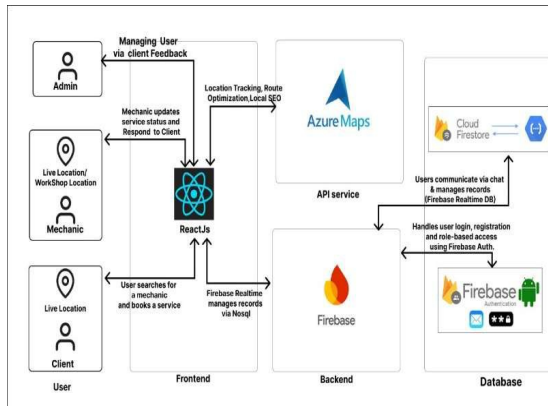 Managing User
via client Feedback
Admin
Location Tracking, Route
Optimization,Local SEO
Azure Maps
API service
Cloud
Firestore
Mechanic updates
service status and
Respond to Client
Live Location/
WorkShop Location
Mechanic
ReactJs
Users communicate via chat
& manages records
(Firebase Realtime DB)
Handles user login, registration
and role-based access
using Firebase Auth.
User searches for
a mechanic
and books a service
Firebase Realtime
manages records
via Nosql
Firebase
Firebase
Authentication
Live Location
Client
User
Frontend
Backend
Database